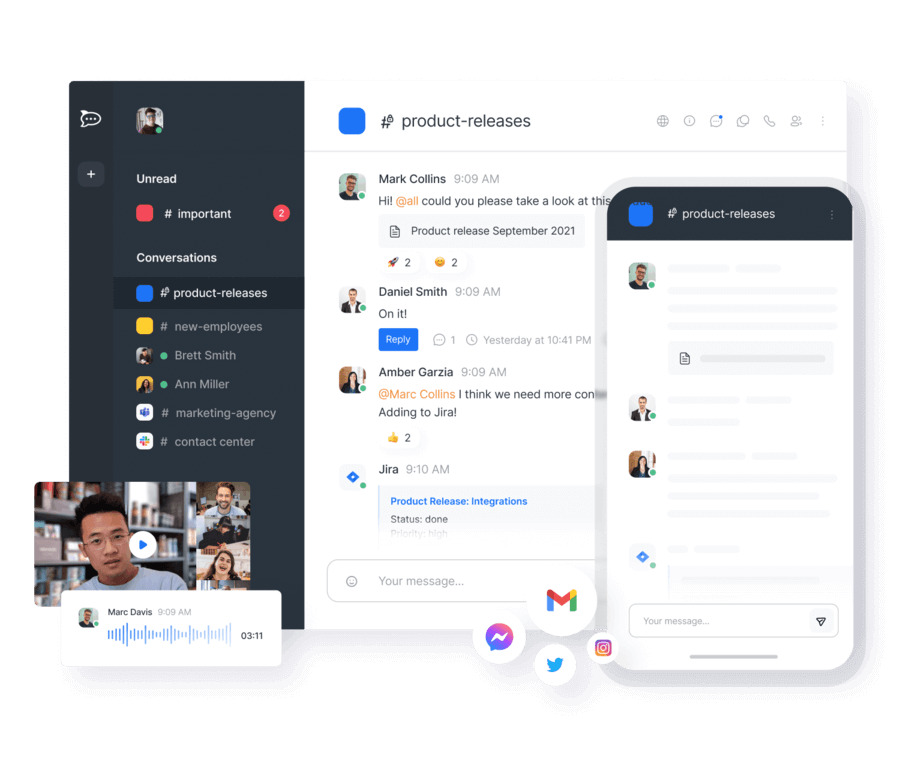 product-releases
Unread
# important
2
Conversations
product-releases
# new-employees
Brett Smith
Ann Miller
# marketing-agency
# contact center
Mark Collins 9:09 AM
Hi! @all could you please take a look at this
Product release September 2021
🚀 2 😊 2
Daniel Smith 9:09 AM
On it!
Reply 1 Yesterday at 10:41 PM
Amber Garzia 9:09 AM
@Marc Collins I think we need more
Adding to Jira!
👍 2
Jira 9:10 AM
Product Release: Integrations
Status: done
Priority: high
Your message...
Marc Davis 9:09 AM
03:11
product-releases
Your message...